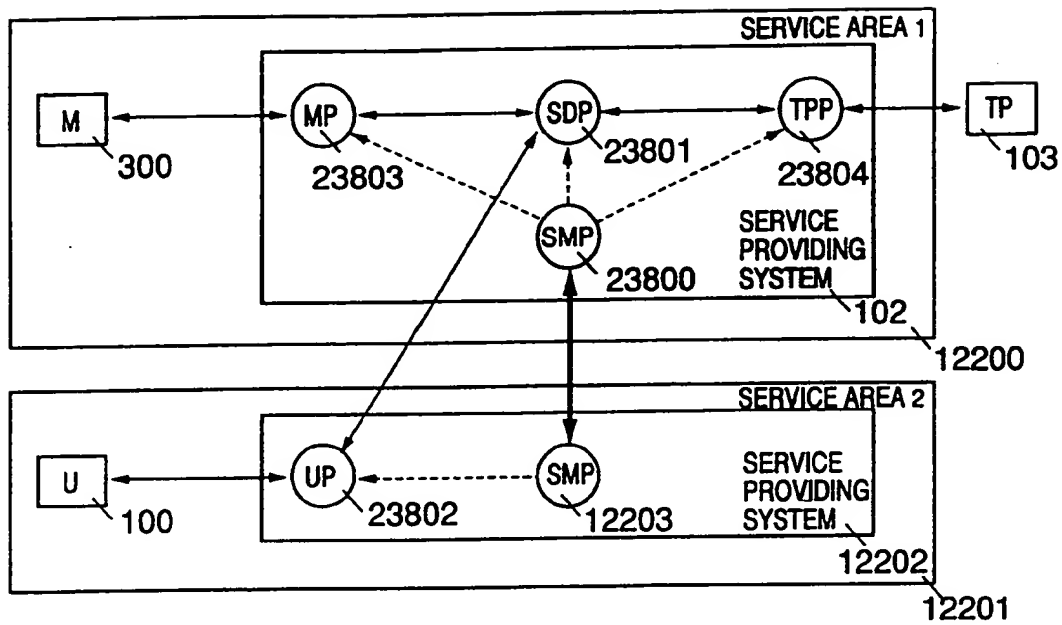 SERVICE AREA 1
M
MP
SDP
TPP
TP
300
23803
23801
23804
103
SMP
23800
SERVICE
PROVIDING
SYSTEM
102
12200
SERVICE AREA 2
U
UP
SMP
SERVICE
PROVIDING
SYSTEM
100
23802
12203
12202
12201